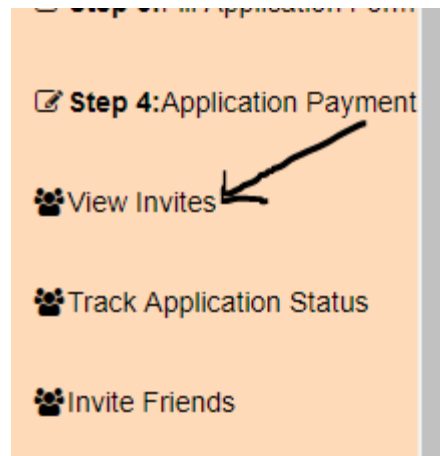 Step 4:Application Payment
View Invites
Track Application Status
Invite Friends